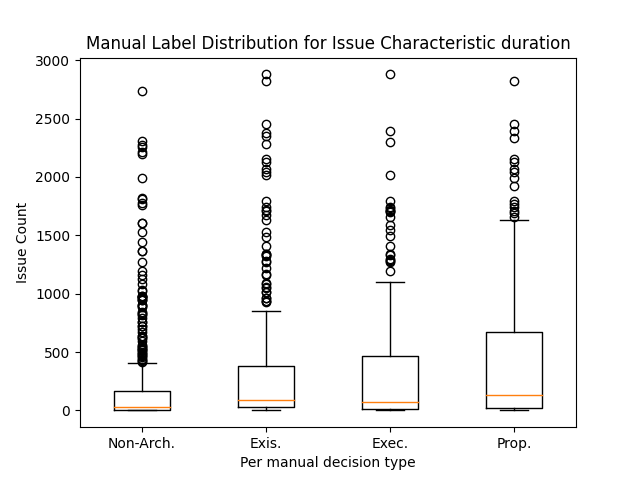 Manual Label Distribution for Issue Characteristic duration
3000
2500
2000
1500
1000
500
0
Issue Count
Non-Arch.
Exis.
Exec.
Prop.
Per manual decision type